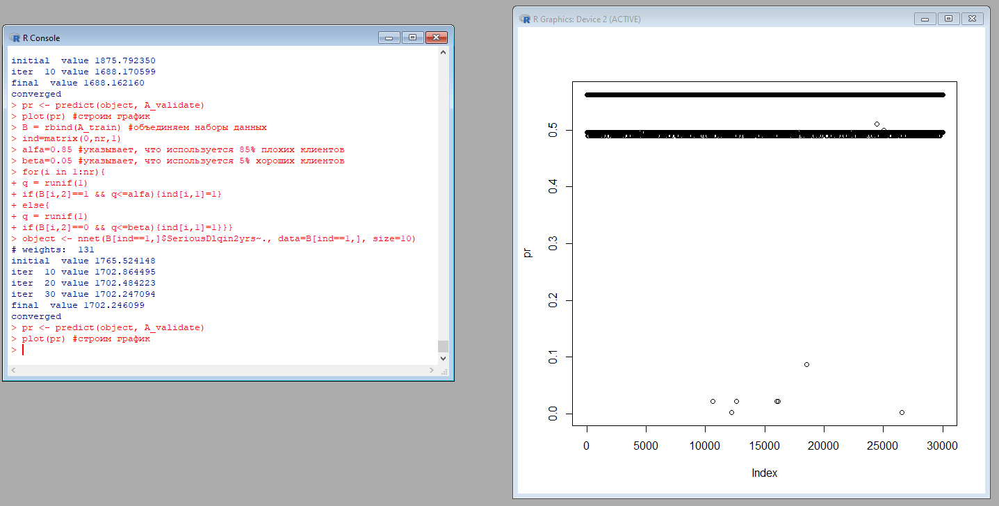 R Console
initial  value 1875.792350
iter  10 value 1688.170599
final  value 1688.162160
converged
> pr <- predict(object, A_validate)
> plot(pr) #строим график
> B = rbind(A_train) #объединяем наборы данных
> ind=matrix(0,nr,1)
> alfa=0.85 #указывает, что используется 85% плохих клиентов
> beta=0.05 #указывает, что используется 5% хороших клиентов
> for(i in 1:nr){
+ q = runif(1)
+ if(B[i,2]==1 && q<=alfa){ind[i,1]=1}
+ else{
+ q = runif(1)
+ if(B[i,2]==0 && q<=beta){ind[i,1]=1}}}
> object <- nnet(B[ind==1,]$SeriousDlqin2yrs~., data=B[ind==1,], size=10)
# weights:  131
initial  value 1765.524148
iter  10 value 1702.864495
iter  20 value 1702.484223
iter  30 value 1702.247094
final  value 1702.246099
converged
> pr <- predict(object, A_validate)
> plot(pr) #строим график
>
R Graphics: Device 2 (ACTIVE)
0.5
0.4
0.3
pr
0.2
0.1
0.0
0 5000 10000 15000 20000 25000 30000
Index